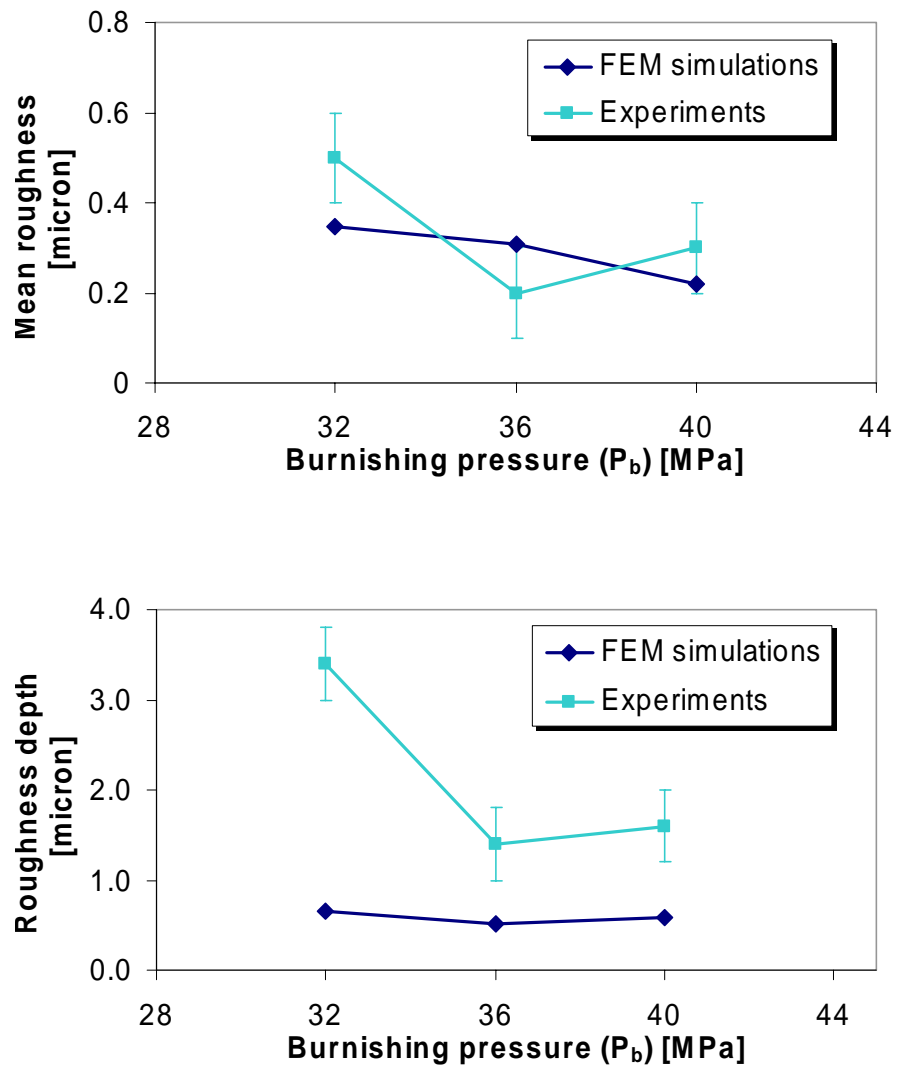 0.8
FEM simulations
Experiments
0.6
0.4
0.2
0
Mean roughness
[micron]
28 32 36 40 44
Burnishing pressure (Pb) [MPa]
4.0
FEM simulations
Experiments
3.0
2.0
1.0
0.0
Roughness depth
[micron]
28 32 36 40 44
Burnishing pressure (Pb) [MPa]